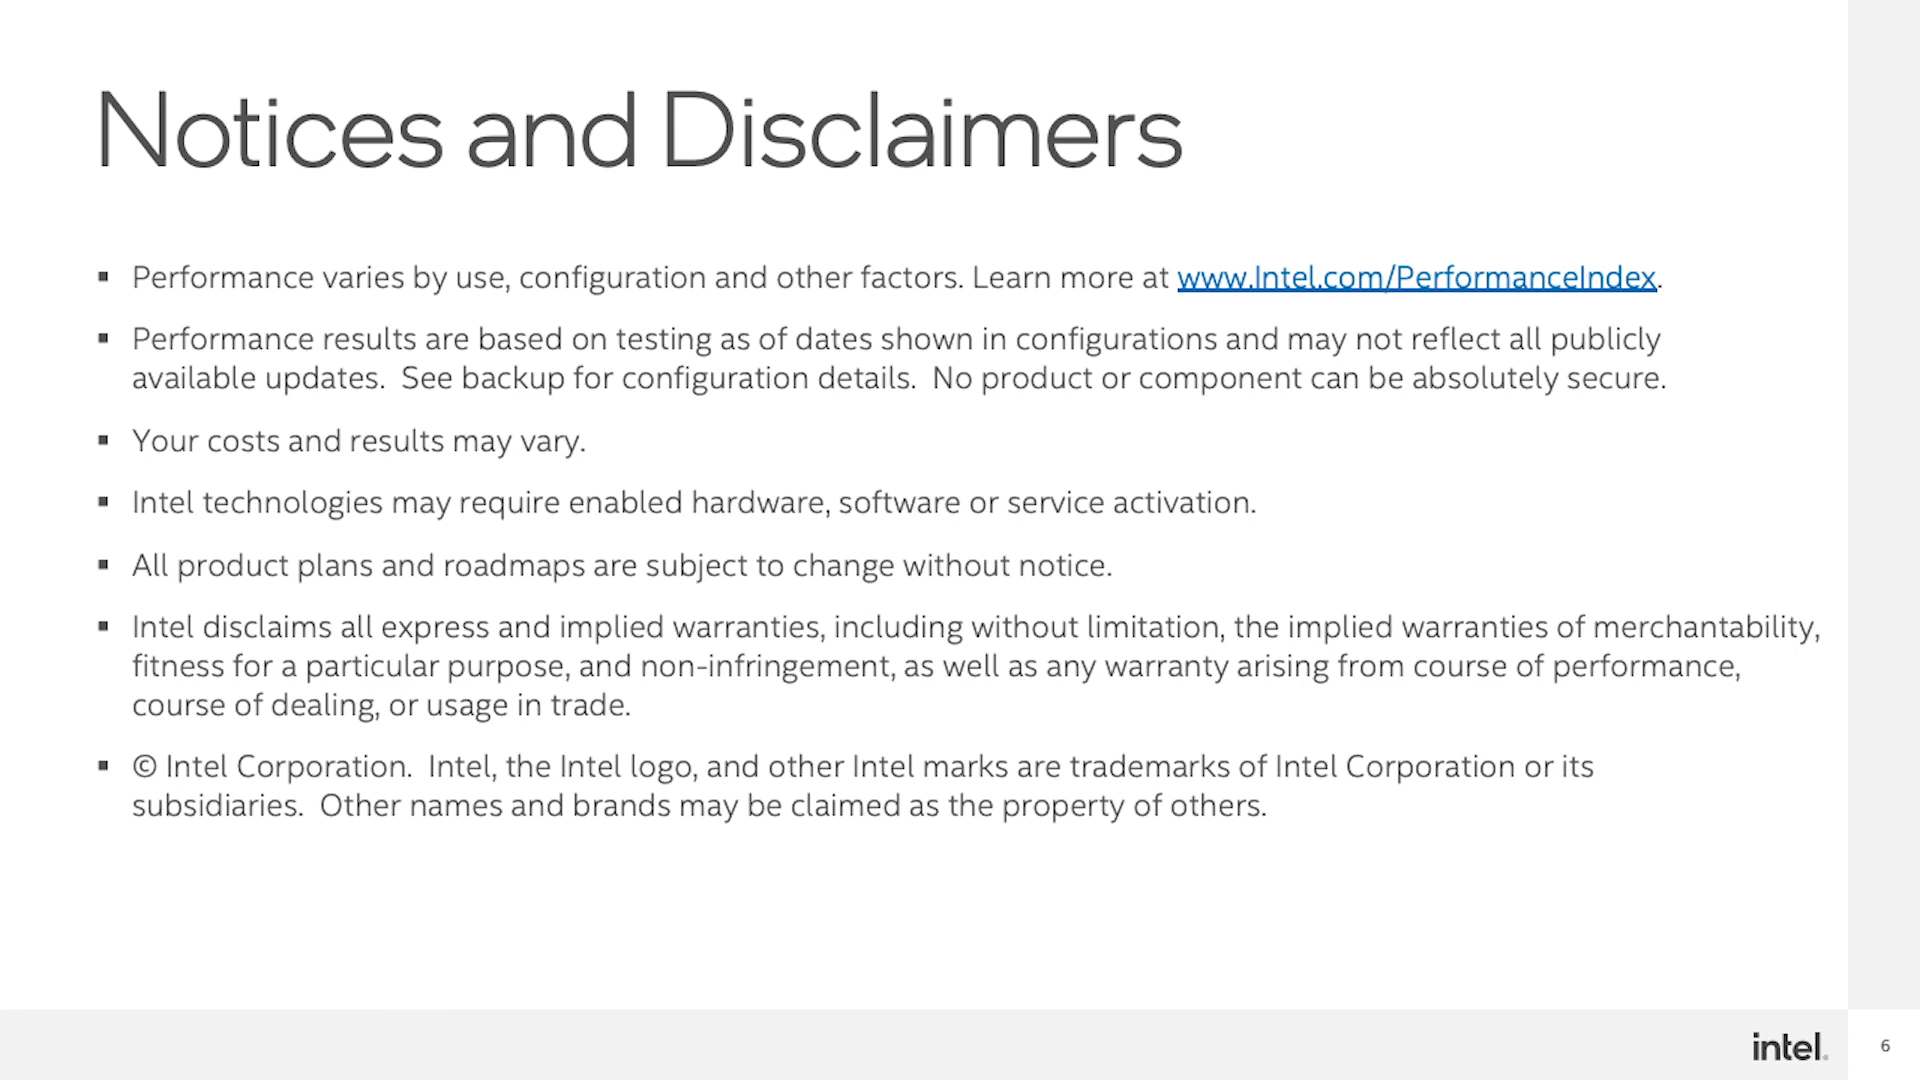 Notices and Disclaimers
▪ Performance varies by use, configuration and other factors. Learn more at www.Intel.com/PerformanceIndex.
▪ Performance results are based on testing as of dates shown in configurations and may not reflect all publicly
available updates.  See backup for configuration details.  No product or component can be absolutely secure.
▪ Your costs and results may vary.
▪ Intel technologies may require enabled hardware, software or service activation.
▪ All product plans and roadmaps are subject to change without notice.
▪ Intel disclaims all express and implied warranties, including without limitation, the implied warranties of merchantability,
fitness for a particular purpose, and non-infringement, as well as any warranty arising from course of performance,
course of dealing, or usage in trade.
▪ © Intel Corporation.  Intel, the Intel logo, and other Intel marks are trademarks of Intel Corporation or its
subsidiaries.  Other names and brands may be claimed as the property of others.
intel.
6